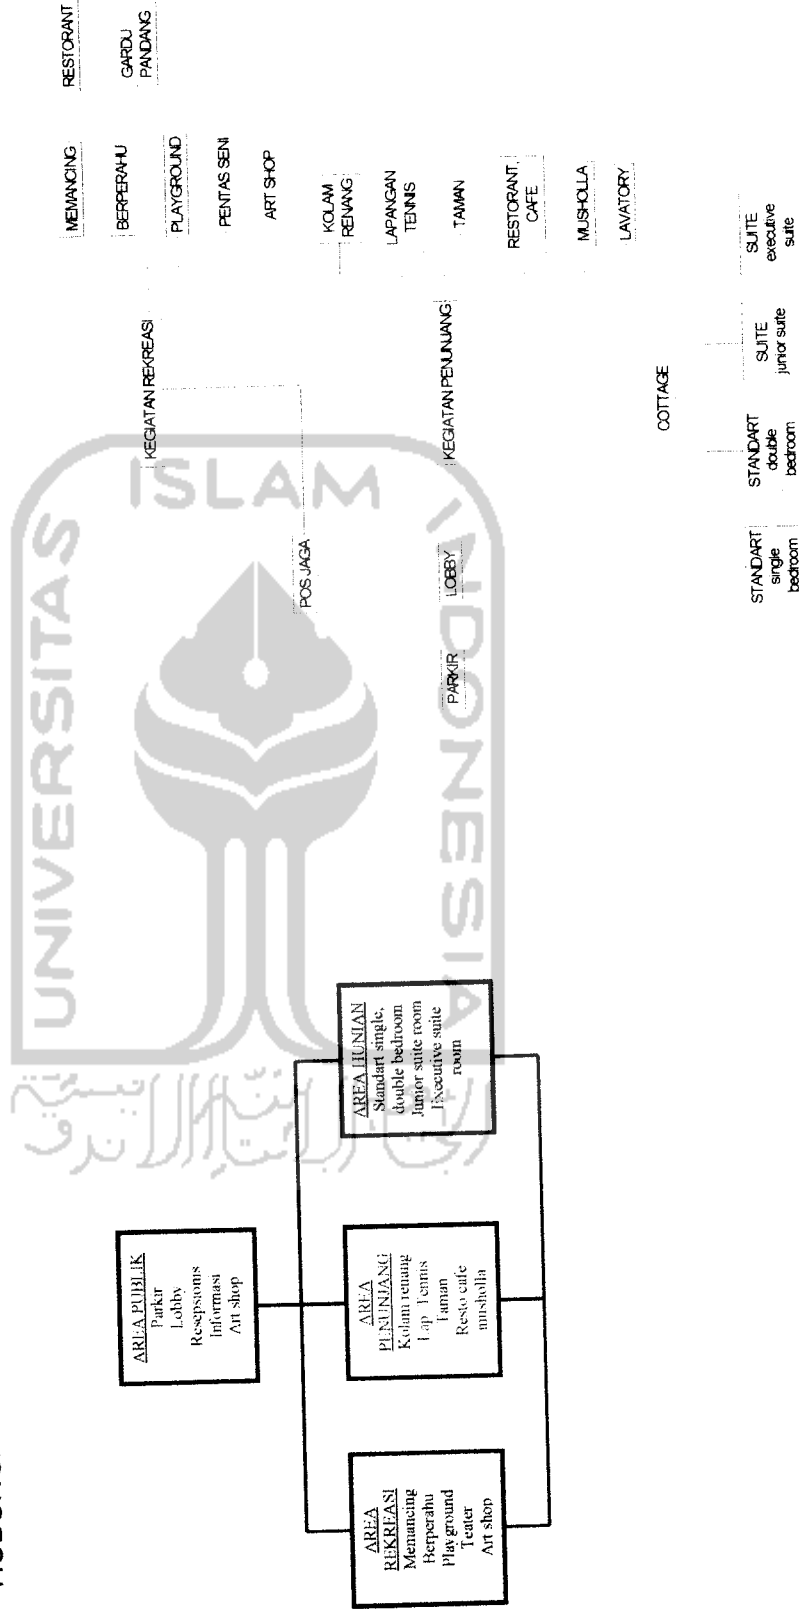 AREA PUBLIK
Parkir
Lobby
Resepsionis
Informasi
Art shop
AREA
REKREASI
Memancing
Berperahu
Playground
Teater
Art shop
AREA
PENUNJANG
Kolam renang
Lap Tennis
Taman
Resto cafe
musholla
AREA HUNIAN
Standart single,
double bedroom
Junior suite room
Executive suite
room
UNIVERSITAS
ISLAM
INDONESIA
PARKIR
LOBBY
POS JAGA
KEGIATAN REKREASI
KEGIATAN PENUNJANG
MEMANCING
RESTORANT
BERPERAHU
GARDU
PANDANG
PLAYGROUND
PENTAS SENI
ART SHOP
KOLAM
RENANG
LAPANGAN
TENNIS
TAMAN
RESTORANT,
CAFE
MUSHOLLA
LAVATORY
COTTAGE
STANDART
single
bedroom
STANDART
double
bedroom
SUITE
junior suite
SUITE
executive
suite